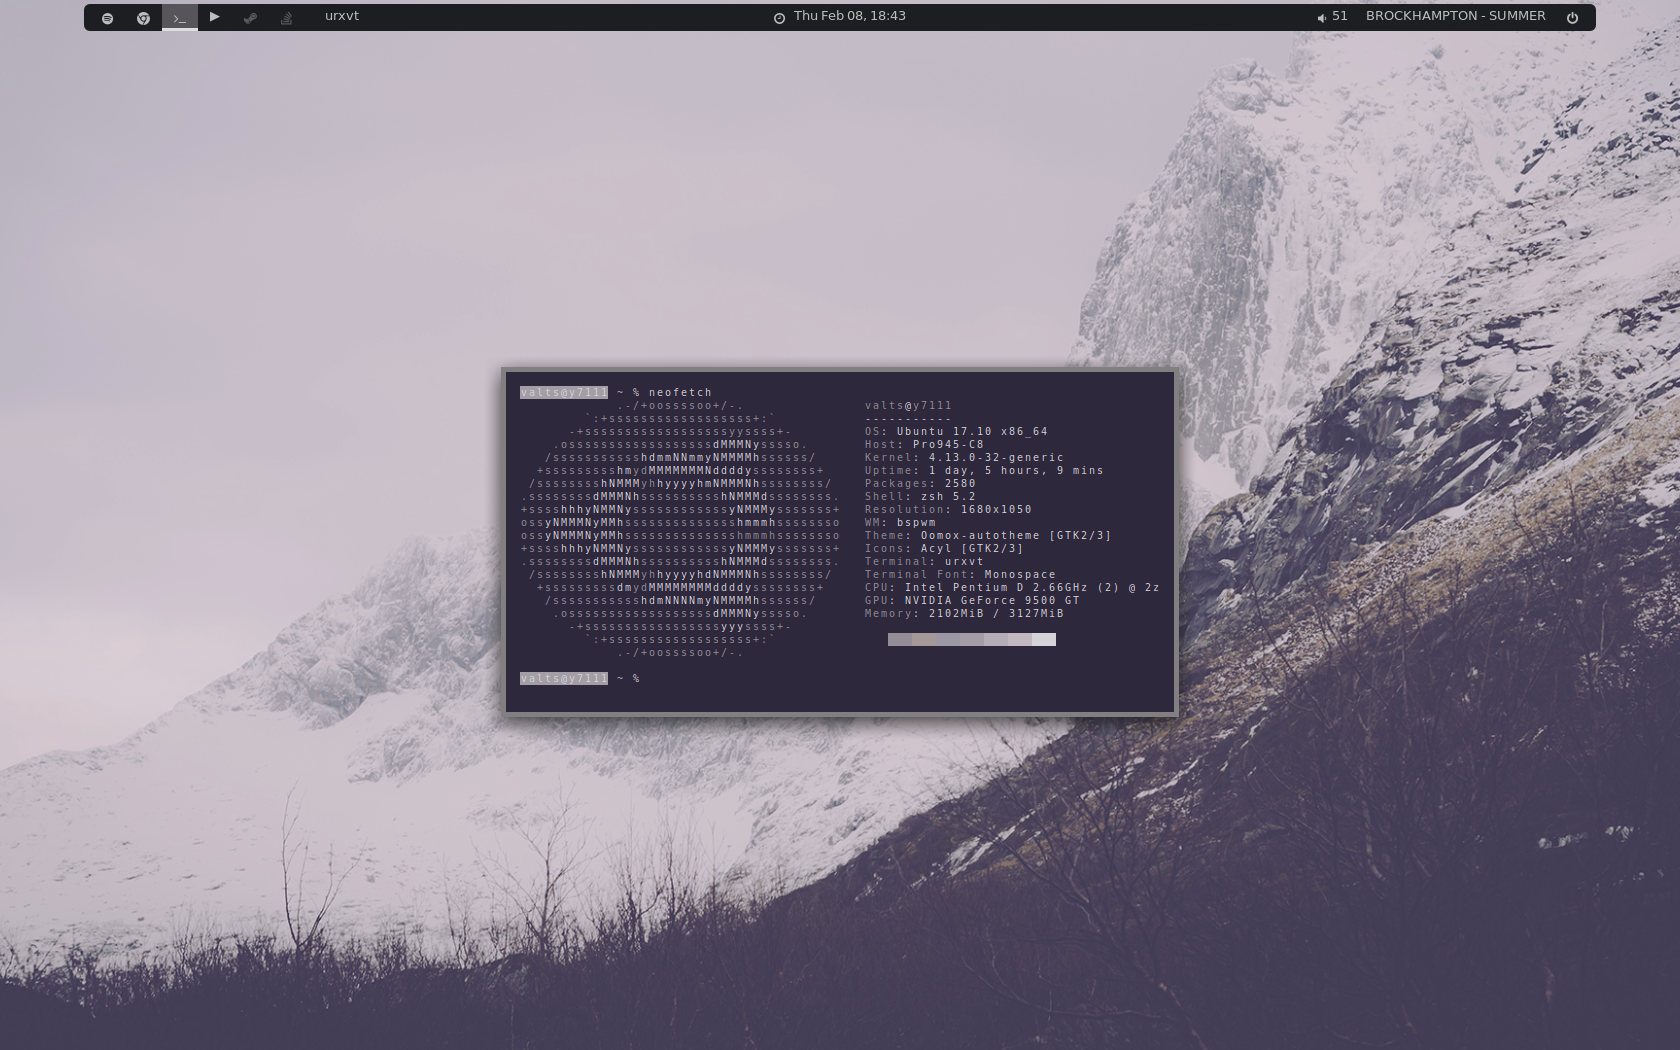 urxvt
Thu Feb 08, 18:43
51 BROCKHAMPTON - SUMMER
valts@y7111 ~ % neofetch
.-/+oossssoo+/-.
`:+ssssssssssssssssss+:`
-+ssssssssssssssssssyyssss+-
.ossssssssssssssssssdMMMNysssso.
/ssssssssssshdmmNNmmyNMMMMhssssss/
+ssssssssshmydMMMMMMMNddddyssssssss+
/sssssssshNMMMyhhyyyyhmNMMMNhssssssss/
.ssssssssdMMMNhsssssssssshNMMMdssssssss.
+sssshhhyNMMNyssssssssssssyNMMMysssssss+
ossyNMMMNyMMhsssssssssssssshmmmhssssssso
ossyNMMMNyMMhsssssssssssssshmmmhssssssso
+sssshhhyNMMNyssssssssssssyNMMMysssssss+
.ssssssssdMMMNhsssssssssshNMMMdssssssss.
/sssssssshNMMMyhhyyyyhdNMMMNhssssssss/
+sssssssssdmydMMMMMMMMddddyssssssss+
/ssssssssssshdmNNNNmyNMMMMhssssss/
.ossssssssssssssssssdMMMNysssso.
-+sssssssssssssssssyyyssss+-
`:+ssssssssssssssssss+:`
.-/+oossssoo+/-.
valts@y7111
-----------
OS: Ubuntu 17.10 x86_64
Host: Pro945-C8
Kernel: 4.13.0-32-generic
Uptime: 1 day, 5 hours, 9 mins
Packages: 2580
Shell: zsh 5.2
Resolution: 1680x1050
WM: bspwm
Theme: Oomox-autotheme [GTK2/3]
Icons: Acyl [GTK2/3]
Terminal: urxvt
Terminal Font: Monospace
CPU: Intel Pentium D 2.66GHz (2) @ 2z
GPU: NVIDIA GeForce 9500 GT
Memory: 2102MiB / 3127MiB
valts@y7111 ~ %